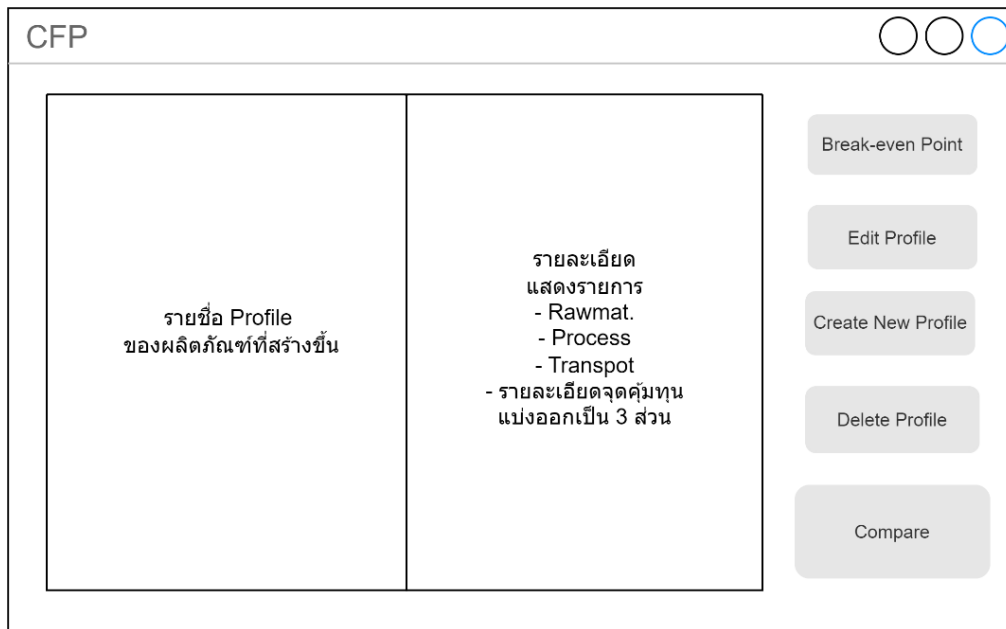 CFP
รายชื่อ Profile
ของผลิตภัณฑ์ที่สร้างขึ้น
รายละเอียด
แสดงรายการ
- Rawmat.
- Process
- Transpot
- รายละเอียดจุดคุ้มทุน
แบ่งออกเป็น 3 ส่วน
Break-even Point
Edit Profile
Create New Profile
Delete Profile
Compare